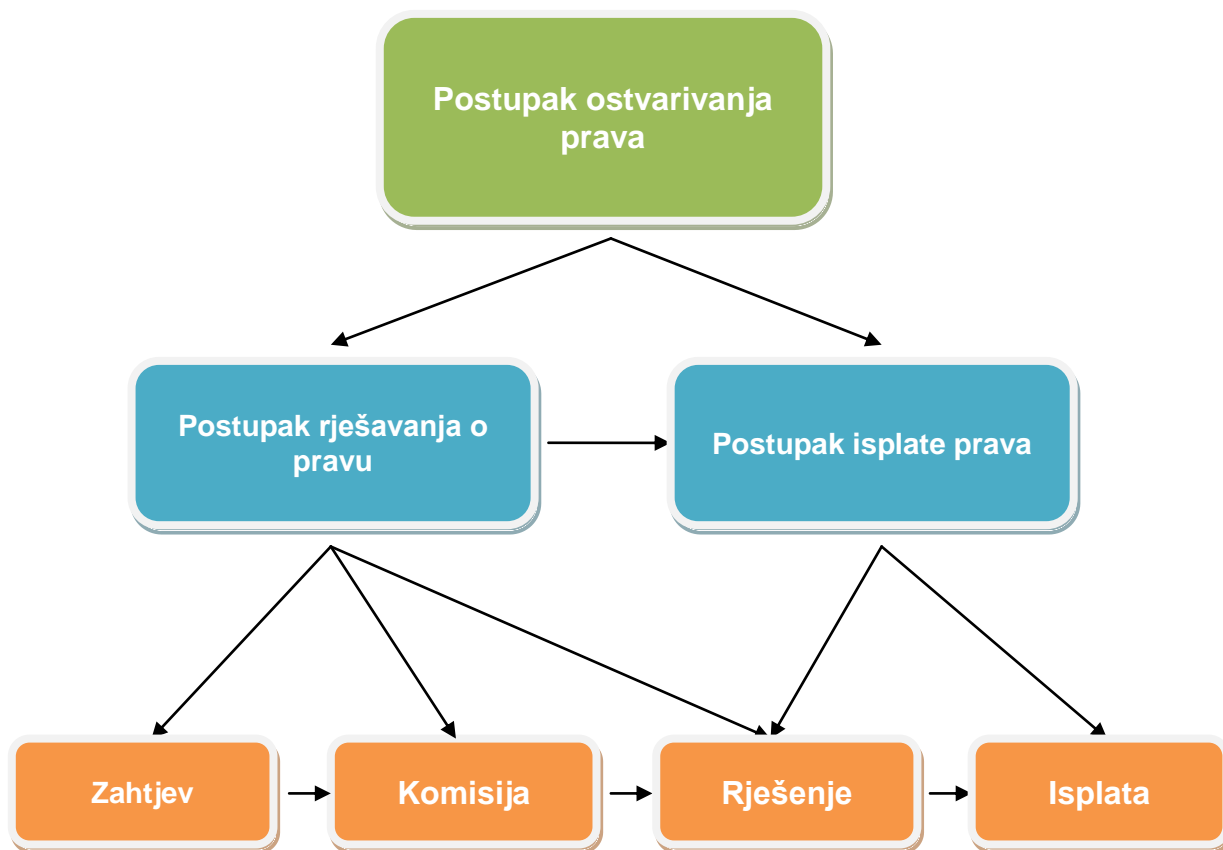 Postupak ostvarivanja
prava
Postupak rješavanja o
pravu
Postupak isplate prava
Zahtjev
Komisija
Rješenje
Isplata